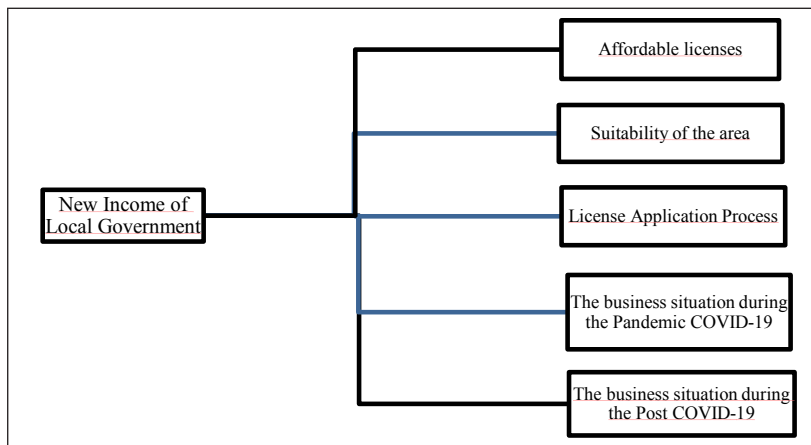 Affordable licenses
Suitability of the area
New Income of
Local Government
License Application Process
The business situation during
the Pandemic COVID-19
The business situation during
the Post COVID-19